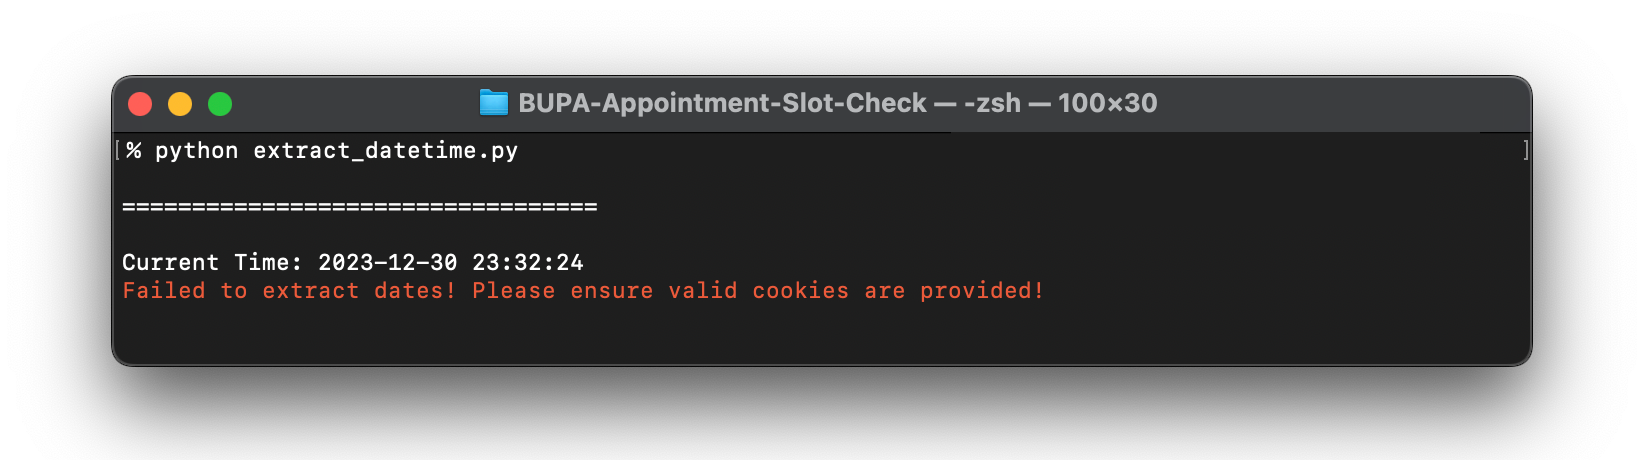 BUPA-Appointment-Slot-Check — -zsh — 100×30
[% python extract_datetime.py ]
==================================
Current Time: 2023-12-30 23:32:24
Failed to extract dates! Please ensure valid cookies are provided!